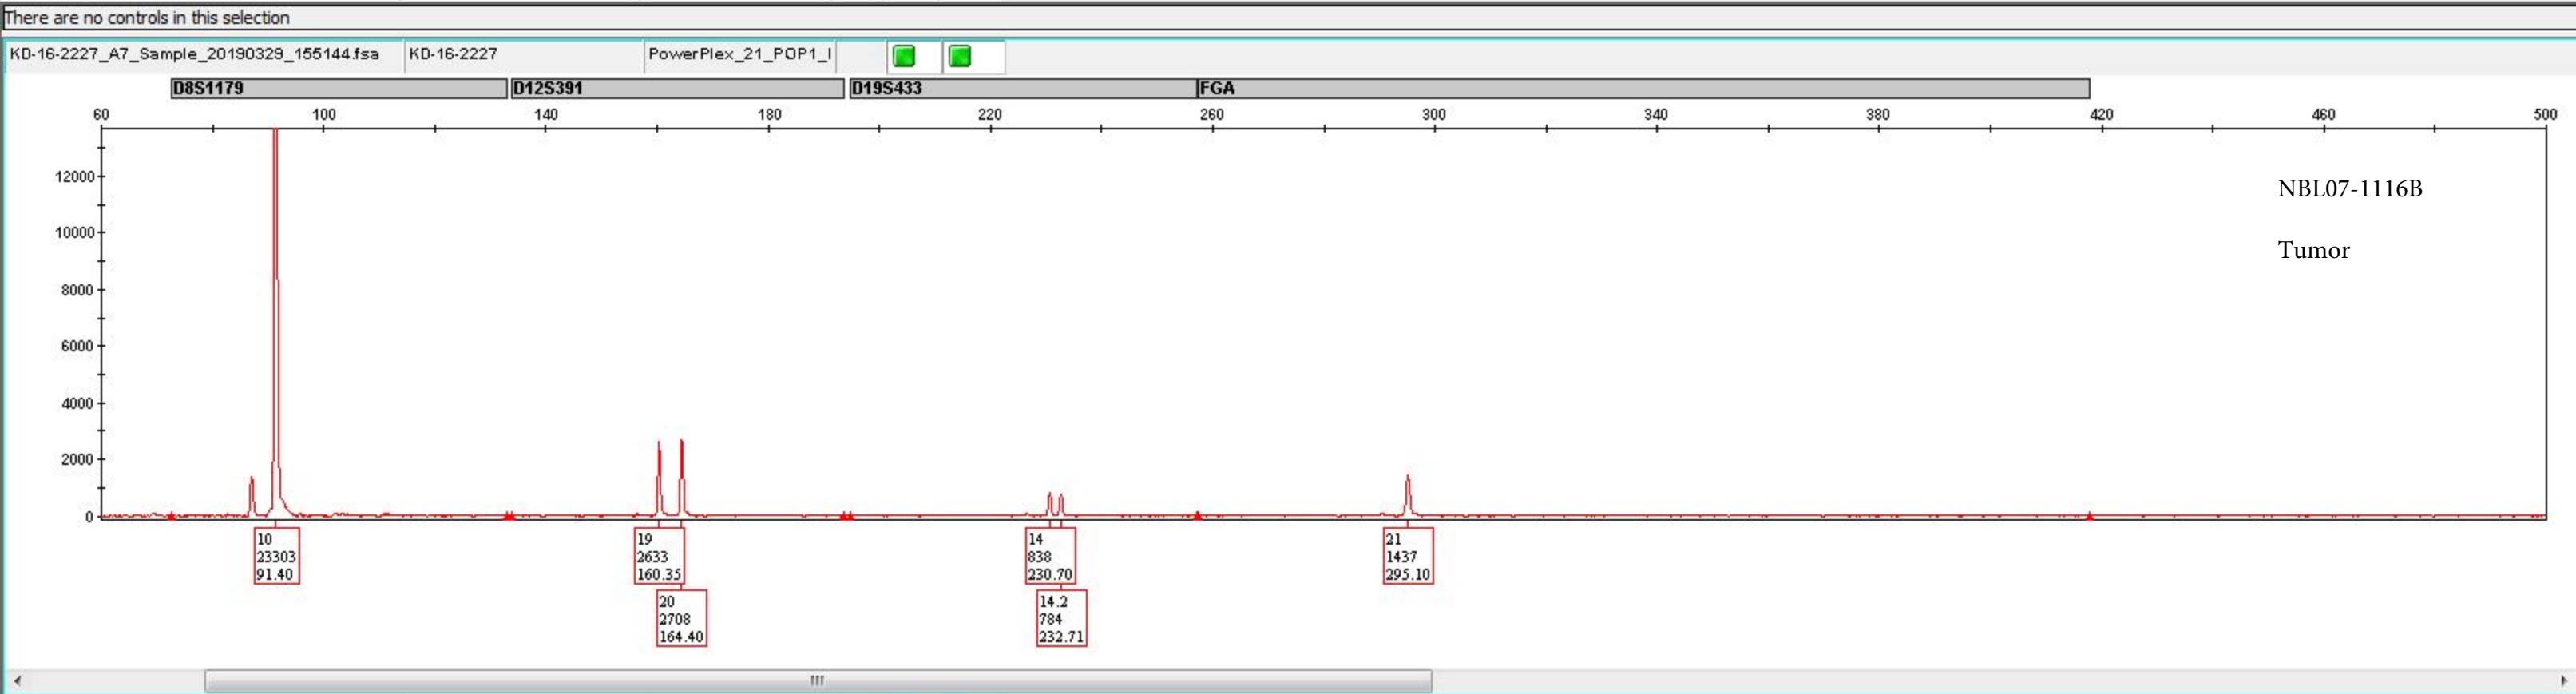 There are no controls in this selection
KD-16-2227_A7_Sample_20190329_155144.fsa KD-16-2227 PowerPlex_21_POP1_I
D8S1179 D12S391 D19S433 FGA
60 100 140 180 220 260 300 340 380 420 460 500
12000
10000
8000
6000
4000
2000
0
NBL07-1116B
Tumor
10 19 14 21
23303 2633 838 1437
91.40 160.35 230.70 295.10
20 14.2
2708 784
164.40 232.71